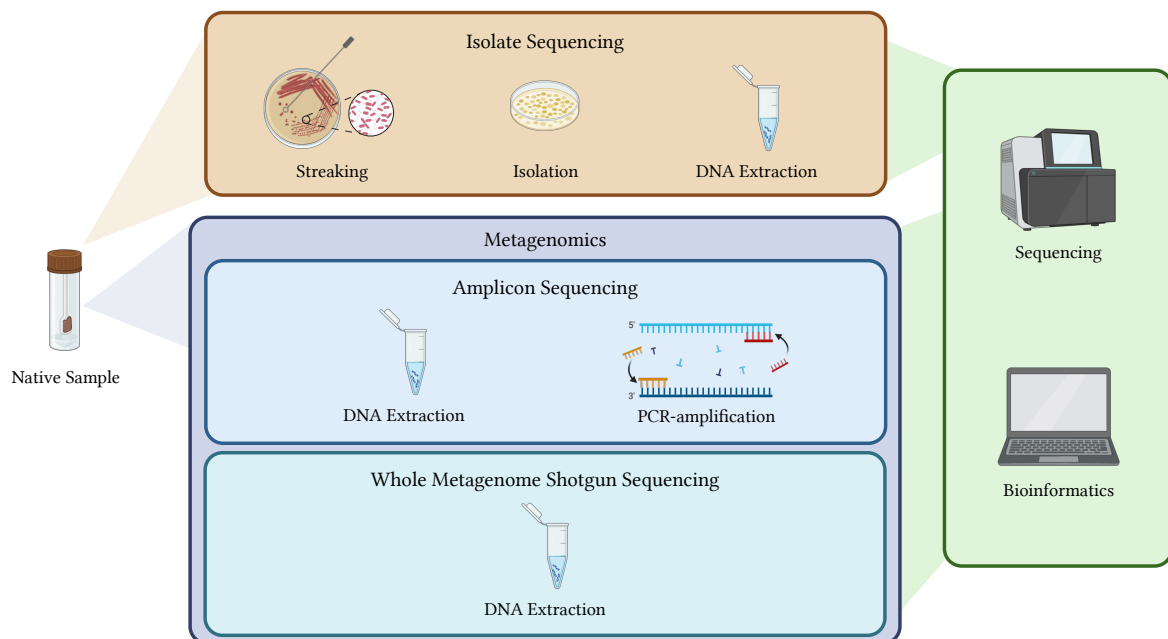 Isolate Sequencing
Streaking
Isolation
DNA Extraction
Native Sample
Metagenomics
Amplicon Sequencing
DNA Extraction
5'
3'
PCR-amplification
Whole Metagenome Shotgun Sequencing
DNA Extraction
Sequencing
Bioinformatics